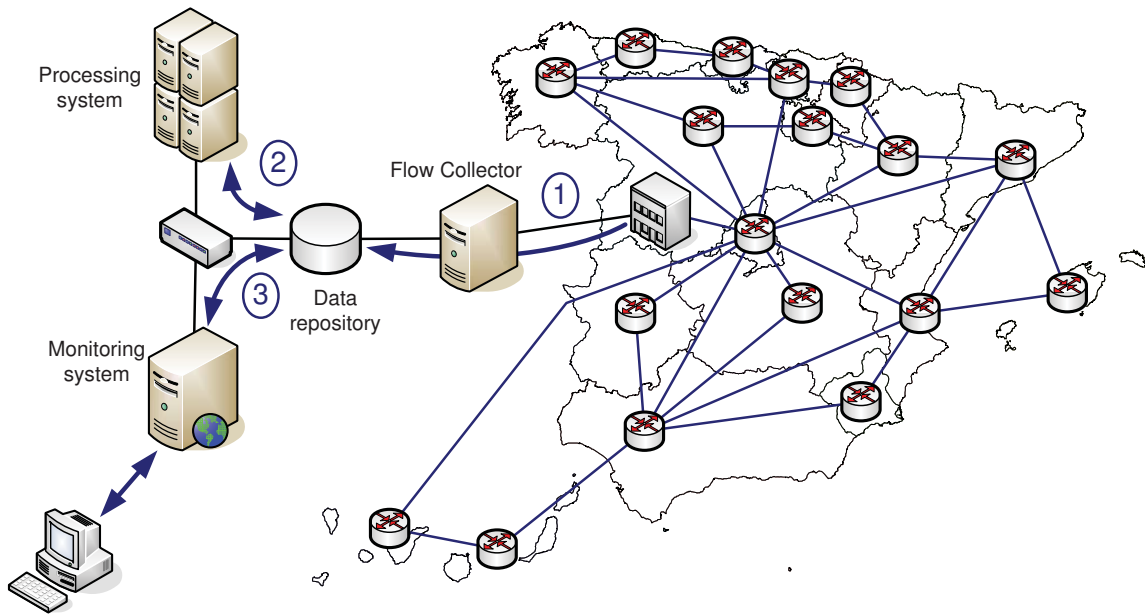 Processing
system
2
Flow Collector
1
3
Data
repository
Monitoring
system